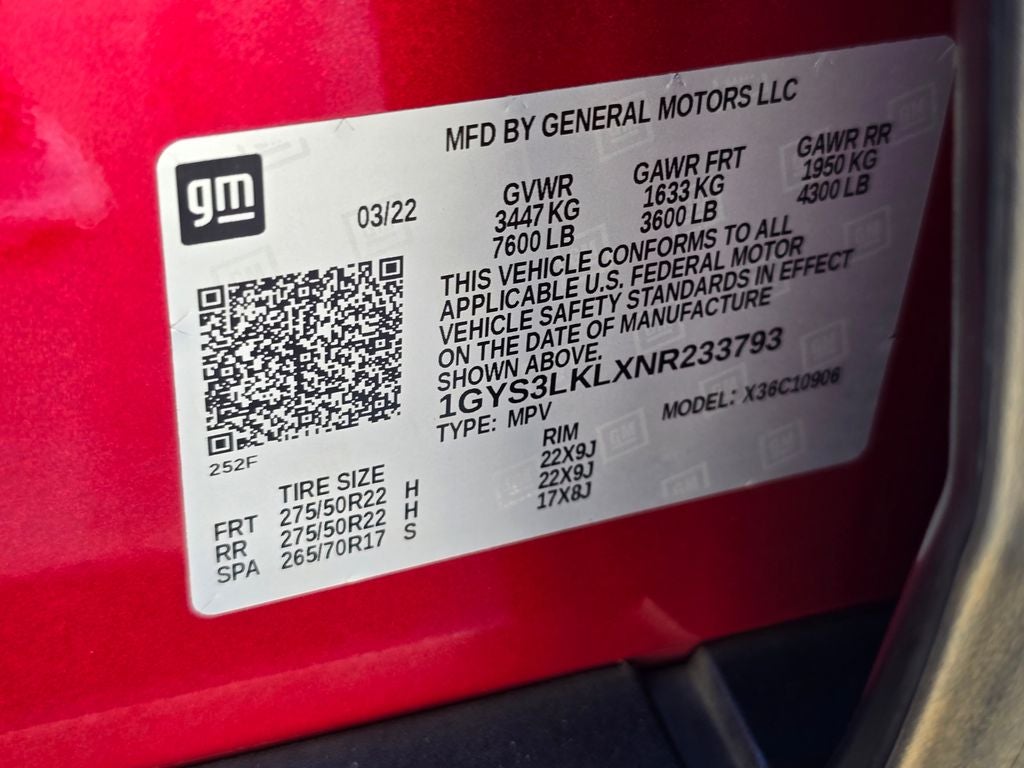 MFD BY GENERAL MOTORS LLC
gm
03/22
GVWR
3447 KG
7600 LB
GAWR FRT
1633 KG
3600 LB
GAWR RR
1950 KG
4300 LB
THIS VEHICLE CONFORMS TO ALL
APPLICABLE U.S. FEDERAL MOTOR
VEHICLE SAFETY STANDARDS IN EFFECT
ON THE DATE OF MANUFACTURE
SHOWN ABOVE.
1GYS3LKLXNR233793
TYPE: MPV
MODEL: X36C10906
252F
TIRE SIZE
RIM
FRT 275/50R22 H 22X9J
RR 275/50R22 H 22X9J
SPA 265/70R17 S 17X8J